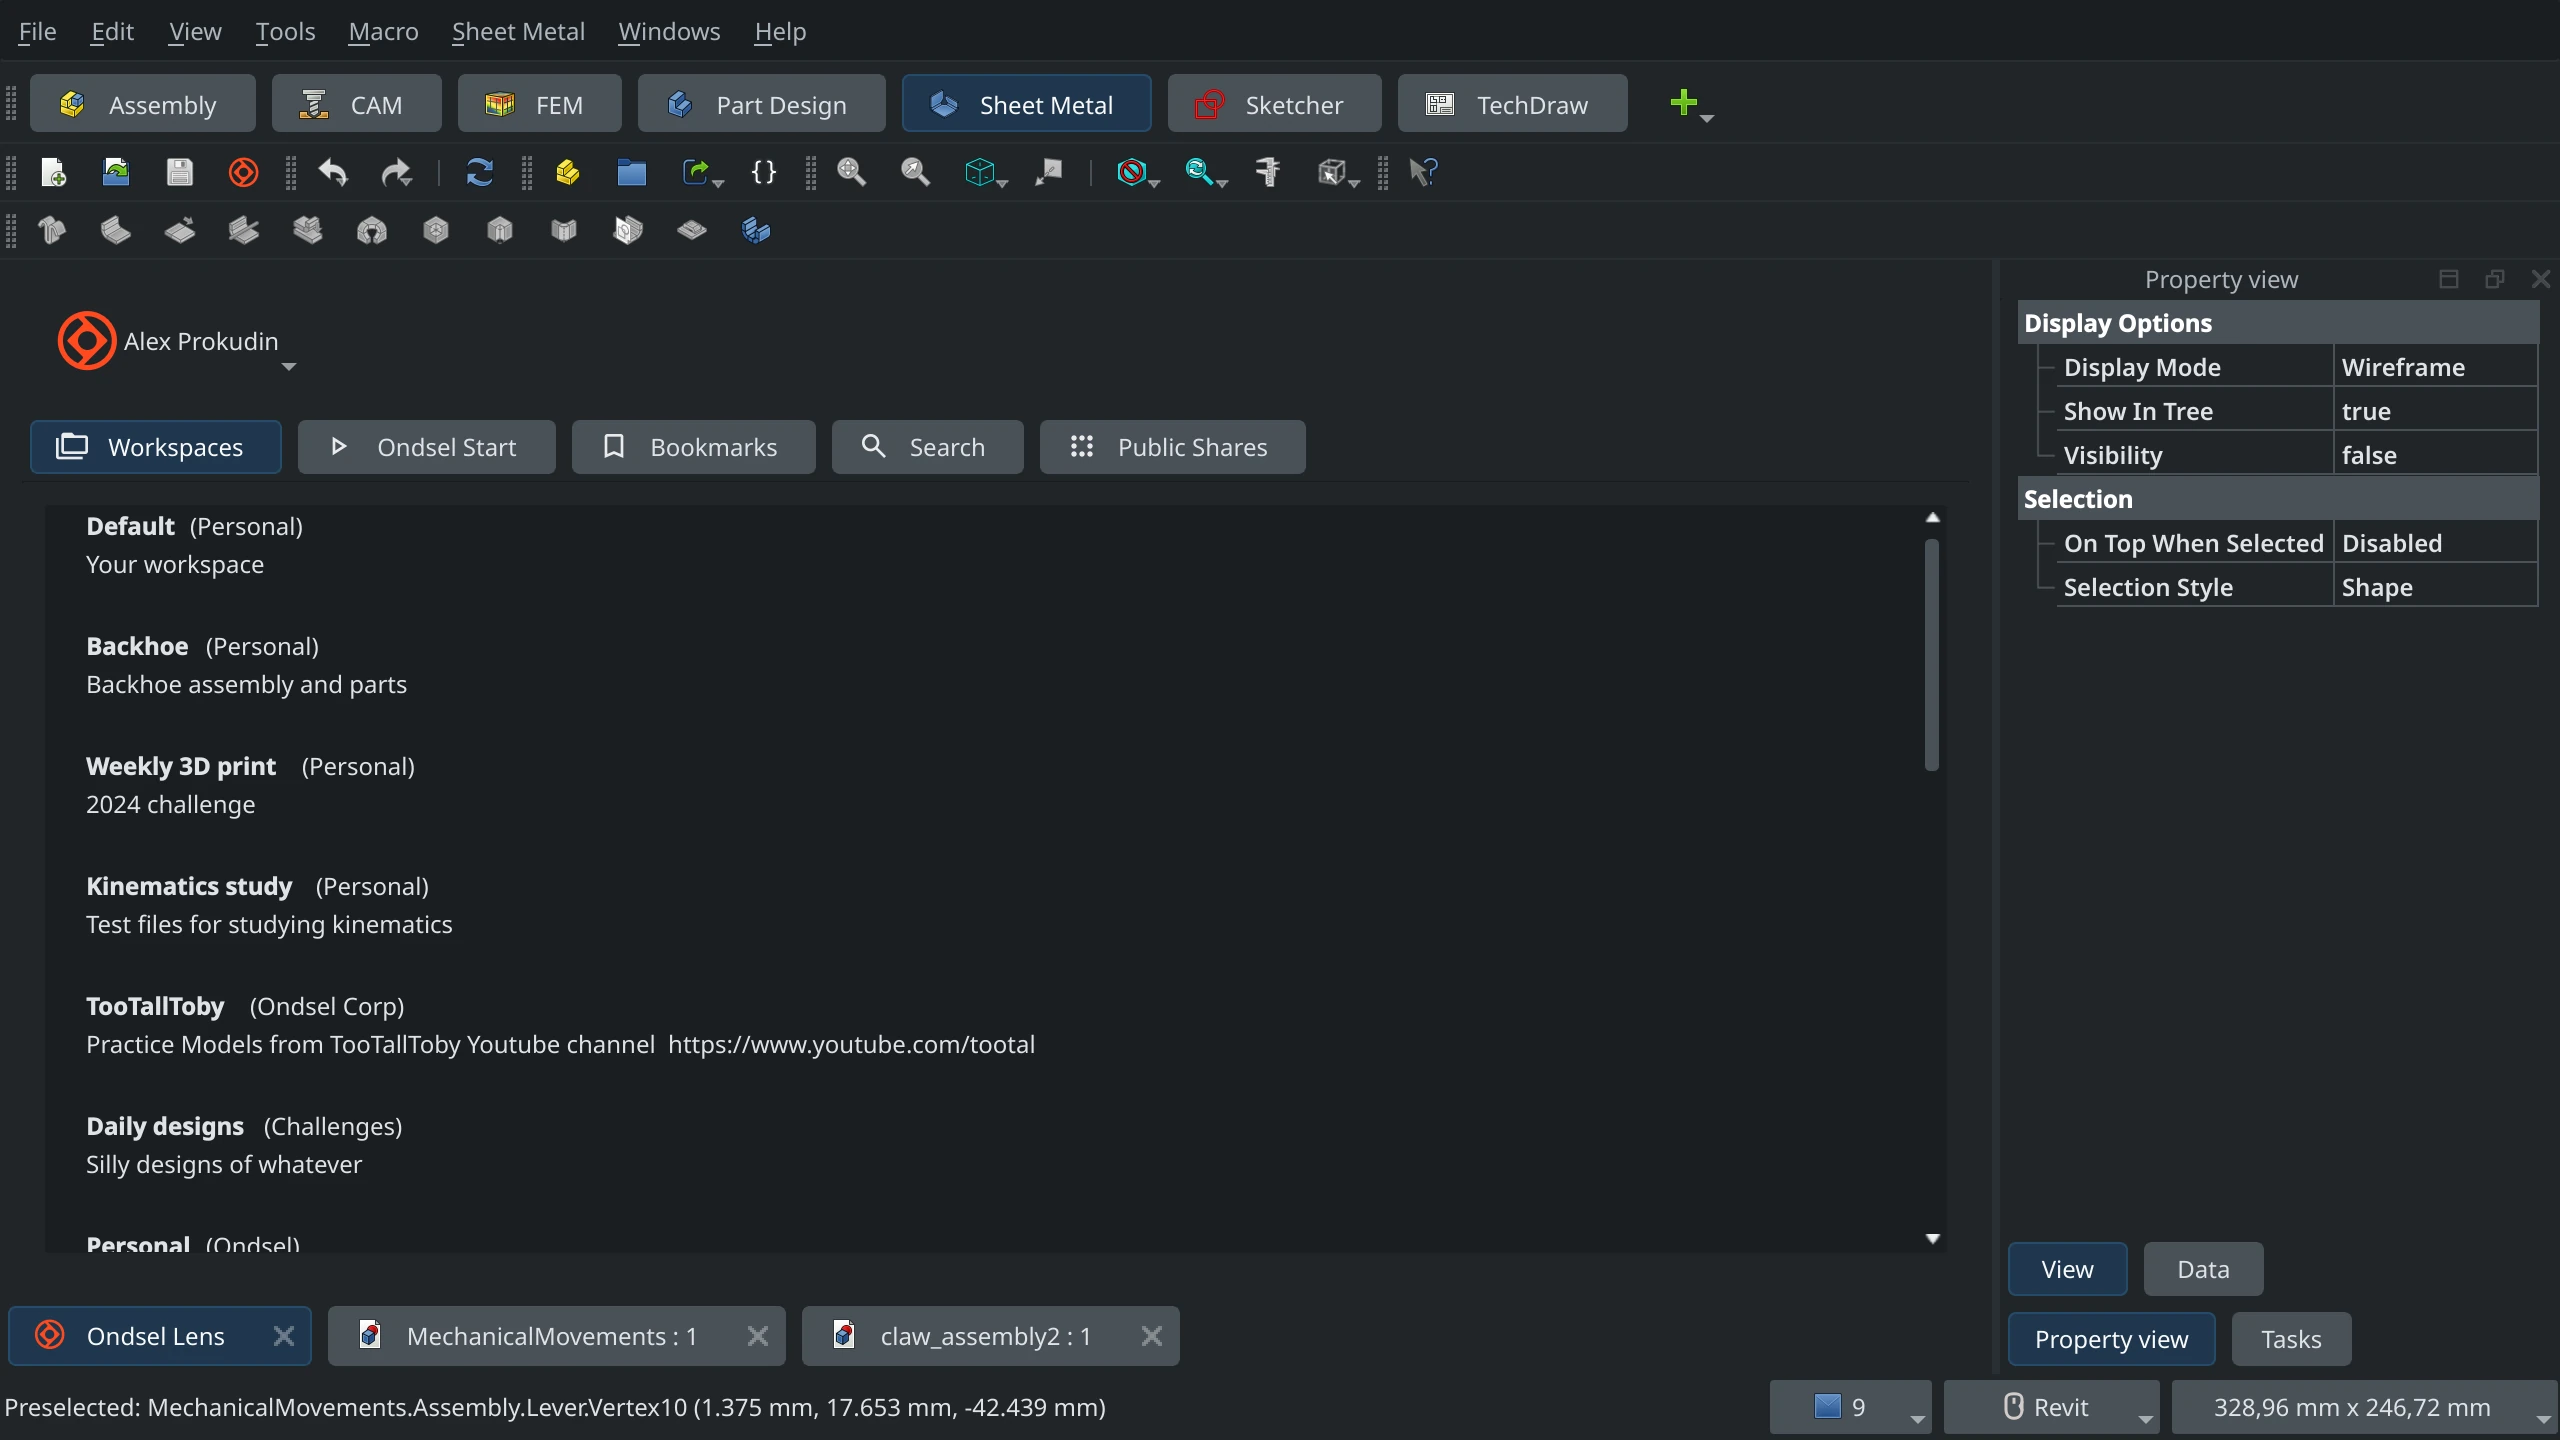 File Edit View Tools Macro Sheet Metal Windows Help
Assembly CAM FEM Part Design Sheet Metal Sketcher TechDraw
Alex Prokudin
Workspaces Ondsel Start Bookmarks Search Public Shares
Default (Personal)
Your workspace
Backhoe (Personal)
Backhoe assembly and parts
Weekly 3D print (Personal)
2024 challenge
Kinematics study (Personal)
Test files for studying kinematics
TooTallToby (Ondsel Corp)
Practice Models from TooTallToby Youtube channel https://www.youtube.com/tootal
Daily designs (Challenges)
Silly designs of whatever
Personal (Ondsel)
Property view
Display Options
Display Mode Wireframe
Show In Tree true
Visibility false
Selection
On Top When Selected Disabled
Selection Style Shape
View Data
Property view Tasks
Ondsel Lens MechanicalMovements : 1 claw_assembly2 : 1
Preselected: MechanicalMovements.Assembly.Lever.Vertex10 (1.375 mm, 17.653 mm, -42.439 mm)
9 Revit 328,96 mm x 246,72 mm